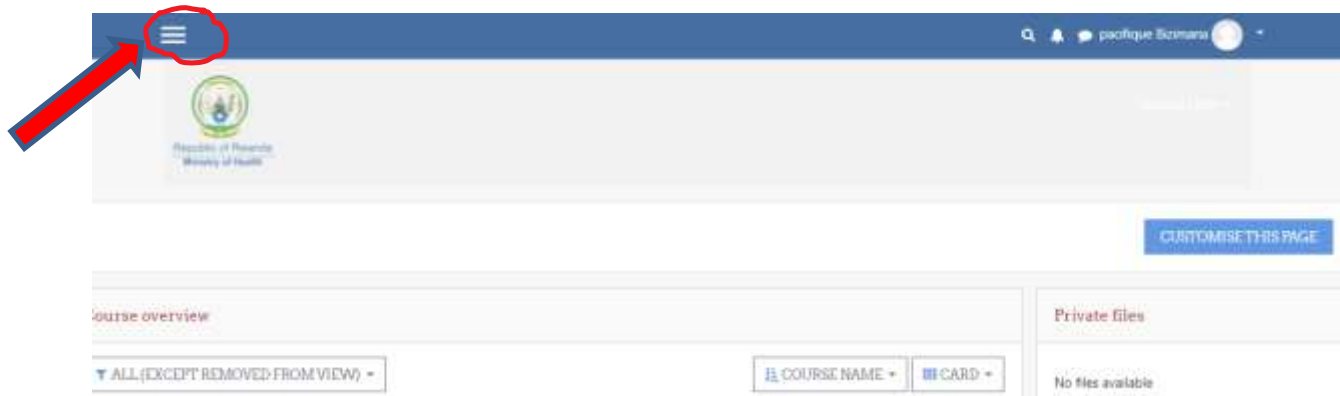 pacifique Bizimana
Republic of Rwanda
Ministry of Health
CUSTOMISE THIS PAGE
Course overview
Private files
ALL (EXCEPT REMOVED FROM VIEW)
COURSE NAME
CARD
No files available